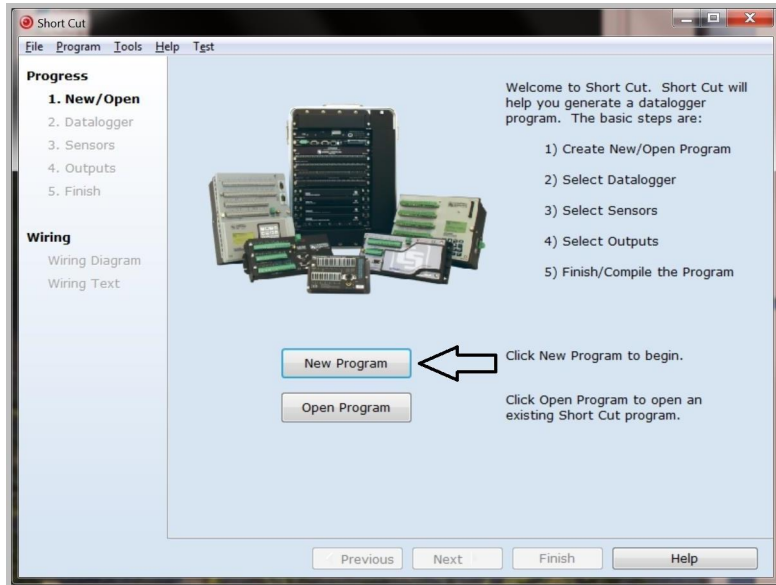 Short Cut
File Program Tools Help Test
Progress
1. New/Open
2. Datalogger
3. Sensors
4. Outputs
5. Finish
Wiring
Wiring Diagram
Wiring Text
Welcome to Short Cut. Short Cut will
help you generate a datalogger
program. The basic steps are:
1) Create New/Open Program
2) Select Datalogger
3) Select Sensors
4) Select Outputs
5) Finish/Compile the Program
New Program
Click New Program to begin.
Open Program
Click Open Program to open an
existing Short Cut program.
Previous Next Finish Help